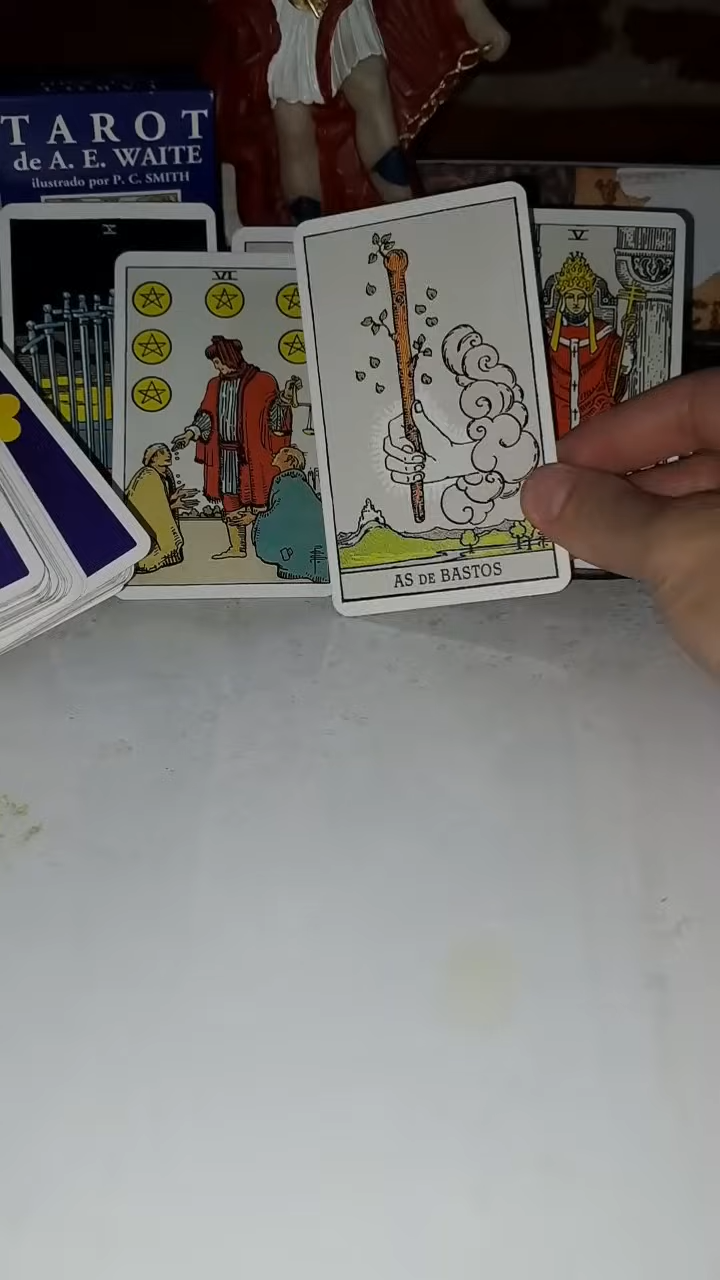 TAROT
de A. E. WAITE
ilustrado por P. C. SMITH
X
VI
V
AS DE BASTOS